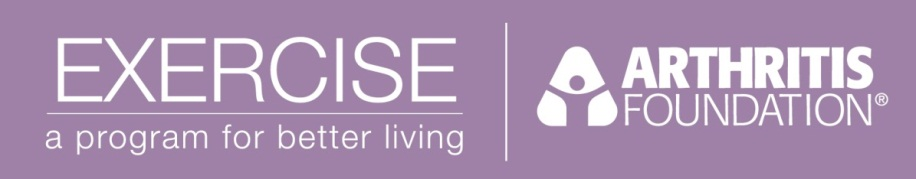 EXERCISE
a program for better living
ARTHRITIS
FOUNDATION®